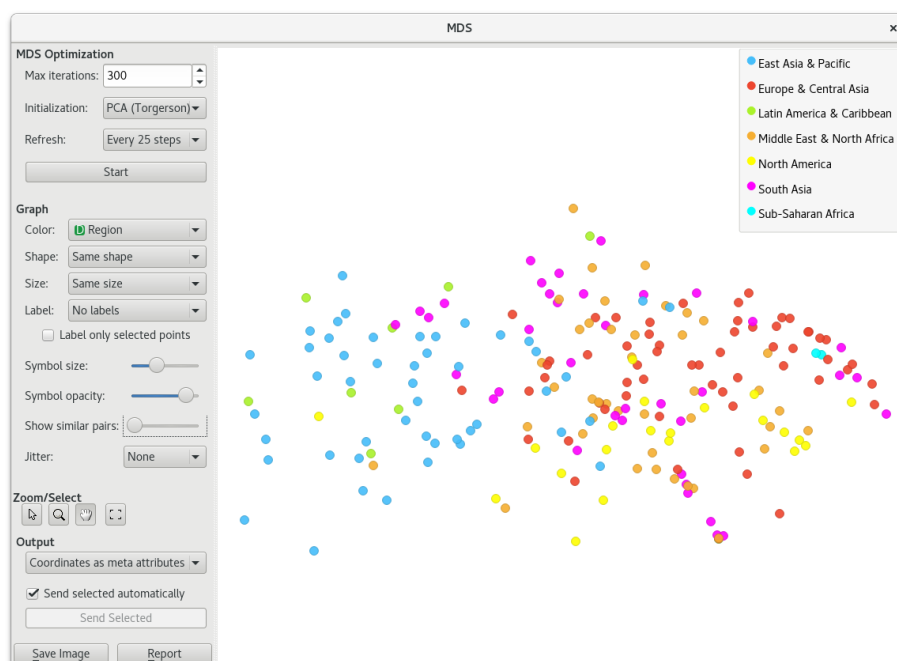 MDS
×
MDS Optimization
Max iterations: 300
Initialization: PCA (Torgerson)
Refresh: Every 25 steps
Start
Graph
Color: D Region
Shape: Same shape
Size: Same size
Label: No labels
Label only selected points
Symbol size:
Symbol opacity:
Show similar pairs:
Jitter: None
Zoom/Select
Output
Coordinates as meta attributes
Send selected automatically
Send Selected
Save Image Report
East Asia & Pacific
Europe & Central Asia
Latin America & Caribbean
Middle East & North Africa
North America
South Asia
Sub-Saharan Africa